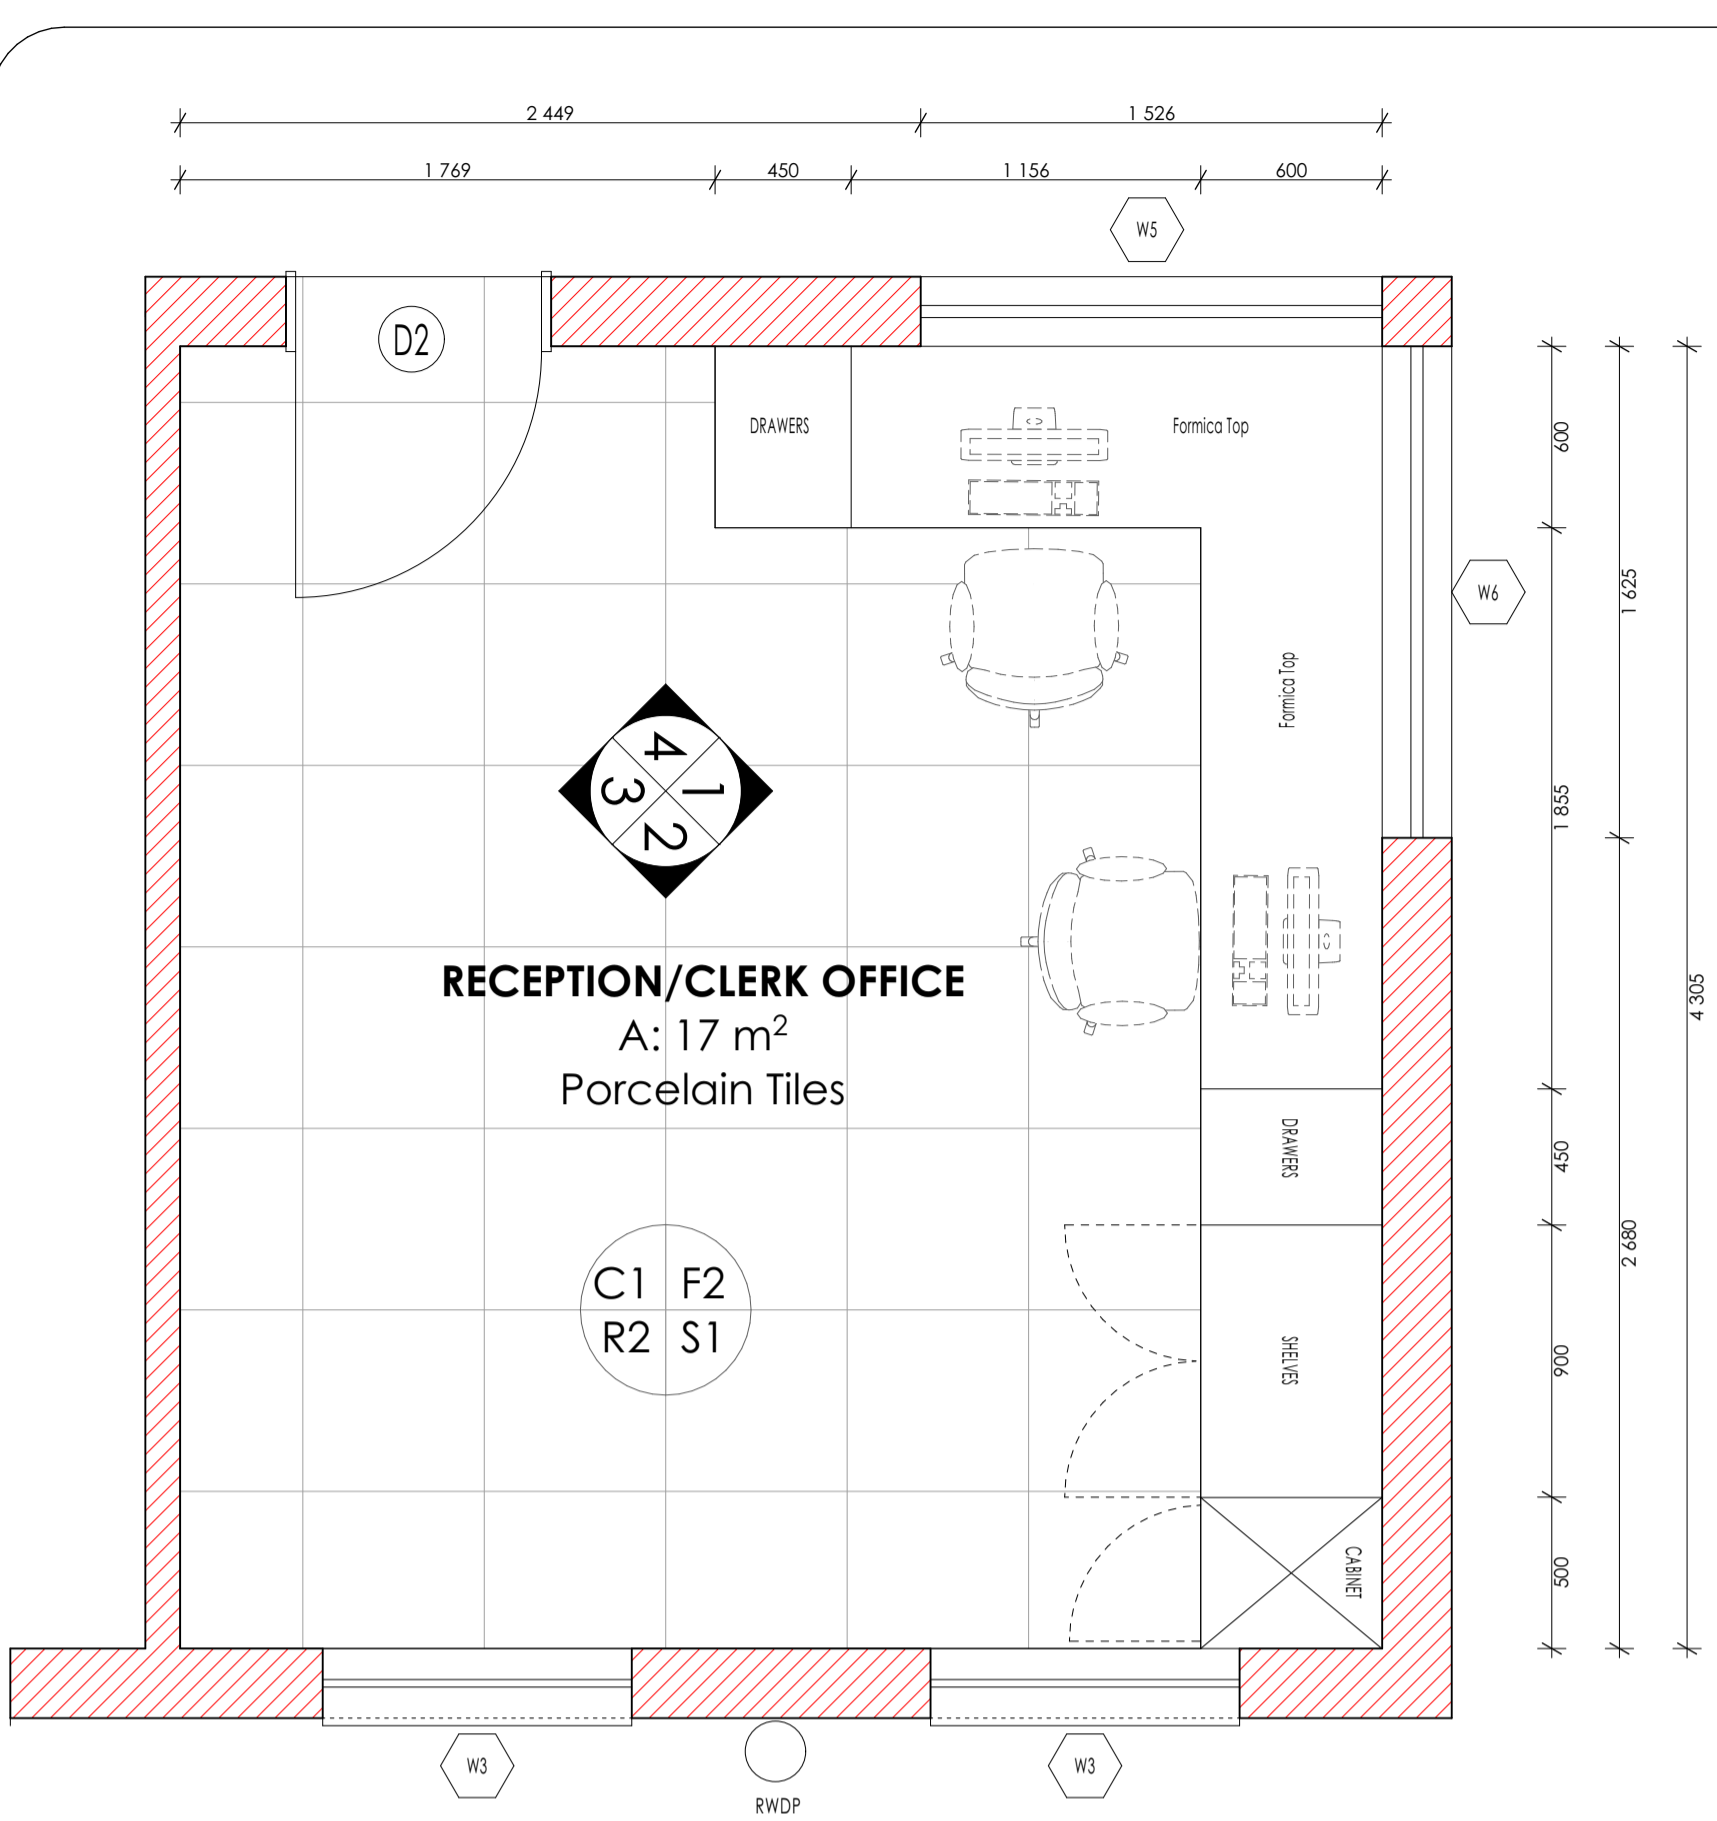 2 449
1 526
1 769
450
1 156
600
W5
D2
DRAWERS
Formica Top
600
1 625
W6
Formica Top
4
1
3
2
1 855
RECEPTION/CLERK OFFICE
A: 17 m²
Porcelain Tiles
4 305
DRAWERS
450
2 680
C1 F2
R2 S1
SHELVES
900
CABINET
500
W3
W3
RWDP